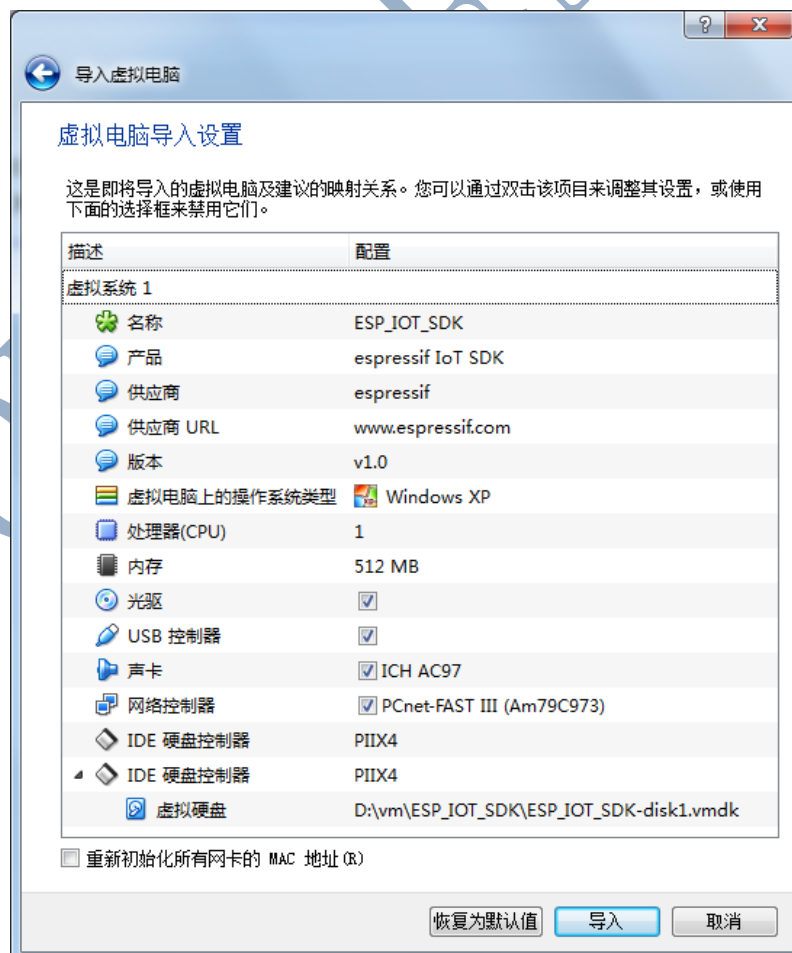 导入虚拟电脑
虚拟电脑导入设置
这是即将导入的虚拟电脑及建议的映射关系。您可以通过双击该项目来调整其设置，或使用
下面的选择框来禁用它们。
描述 配置
虚拟系统 1
名称 ESP_IOT_SDK
产品 espressif IoT SDK
供应商 espressif
供应商 URL www.espressif.com
版本 v1.0
虚拟电脑上的操作系统类型 Windows XP
处理器(CPU) 1
内存 512 MB
光驱
USB 控制器
声卡 ICH AC97
网络控制器 PCnet-FAST III (Am79C973)
IDE 硬盘控制器 PIIX4
IDE 硬盘控制器 PIIX4
虚拟硬盘 D:\vm\ESP_IOT_SDK\ESP_IOT_SDK-disk1.vmdk
重新初始化所有网卡的 MAC 地址(R)
恢复为默认值 导入 取消